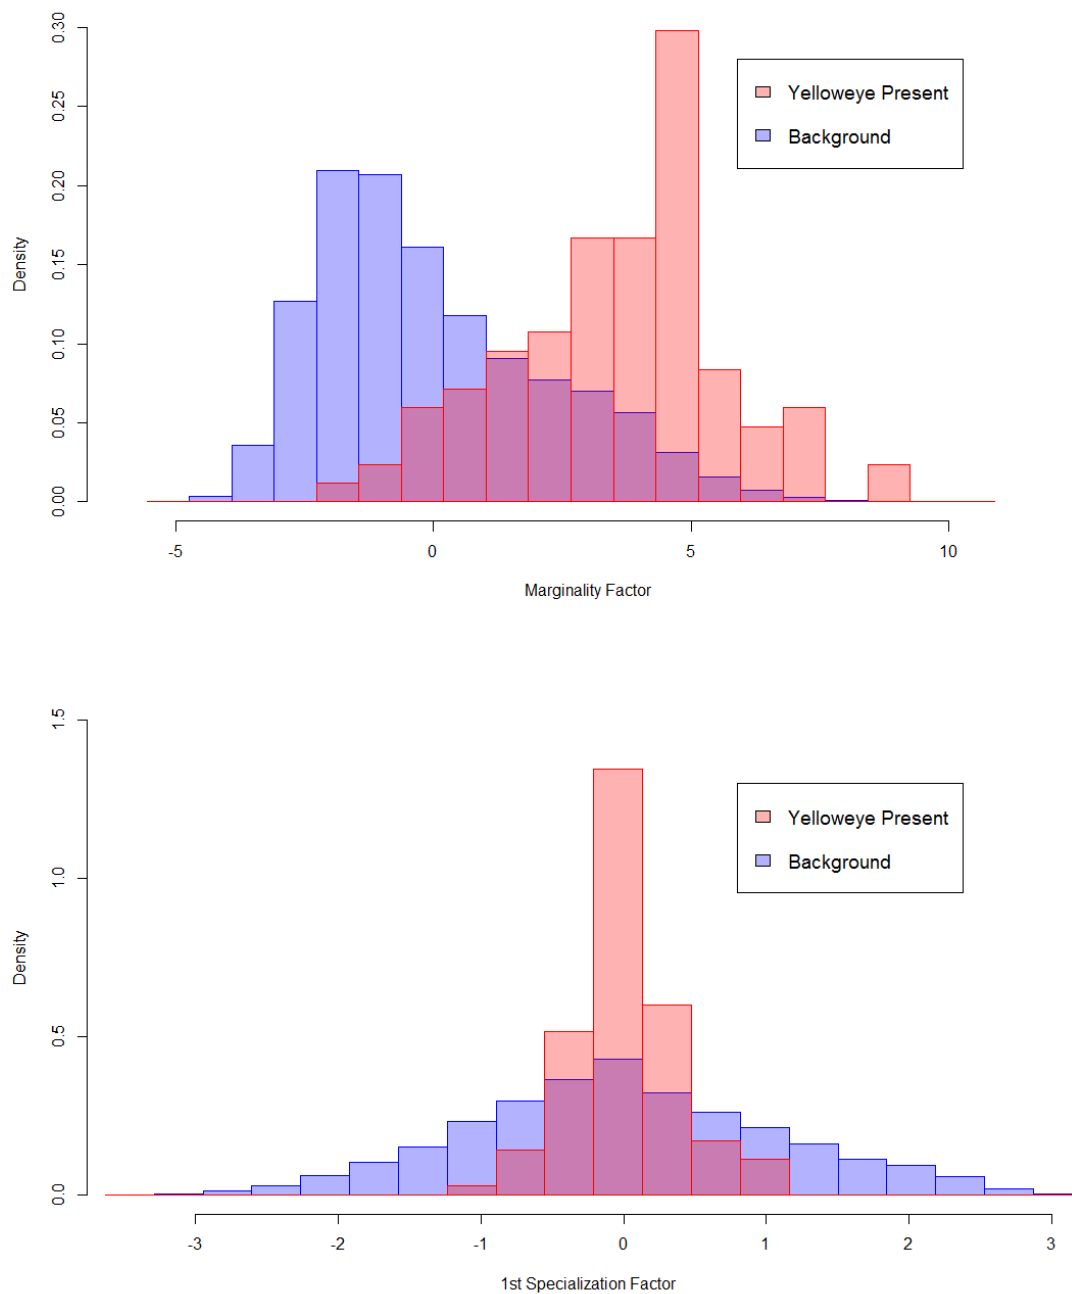 0.30
0.25
0.20
0.15
0.10
0.05
0.00
Density
Yelloweye Present
Background
-5 0 5 10
Marginality Factor
1.5
1.0
0.5
0.0
Density
Yelloweye Present
Background
-3 -2 -1 0 1 2 3
1st Specialization Factor